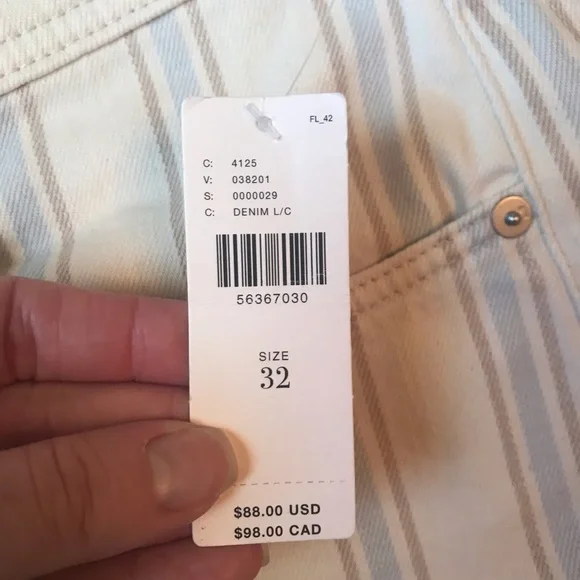 FL_42
C: 4125
V: 038201
S: 0000029
C: DENIM L/C
56367030
SIZE
32
$88.00 USD
$98.00 CAD